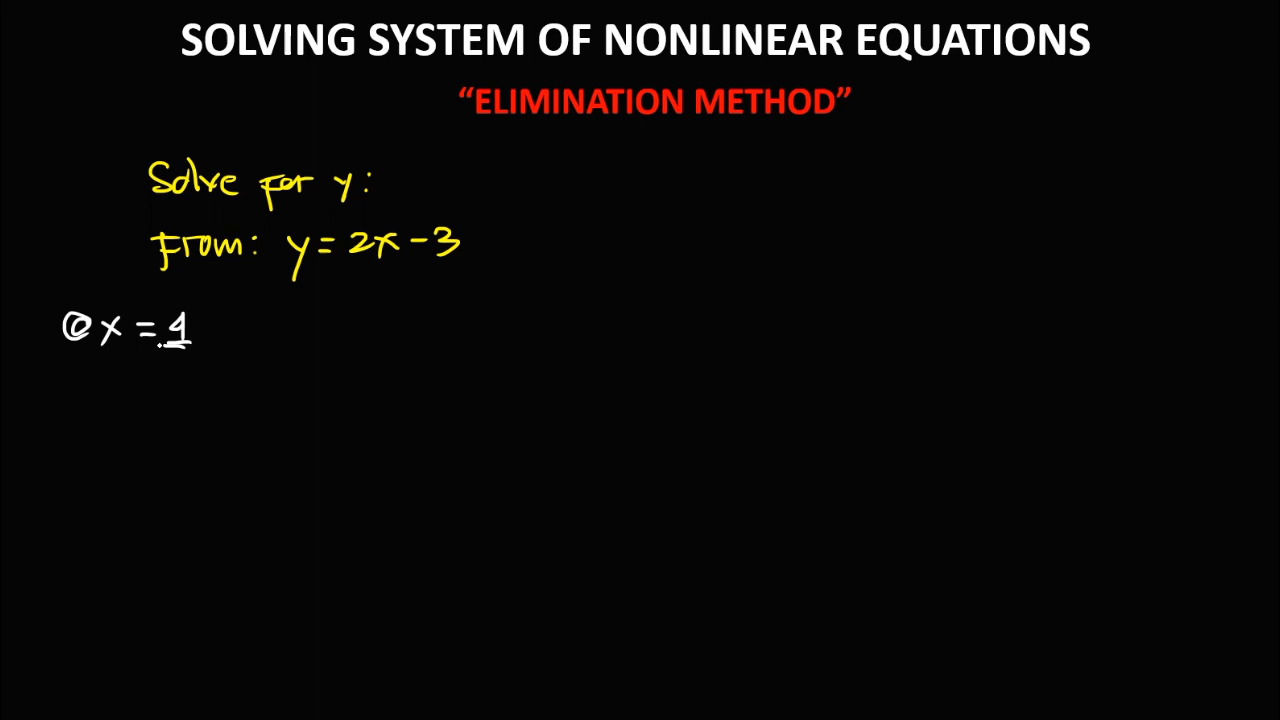 SOLVING SYSTEM OF NONLINEAR EQUATIONS
“ELIMINATION METHOD”
Solve for y:
From: y = 2x - 3
@ x = 1